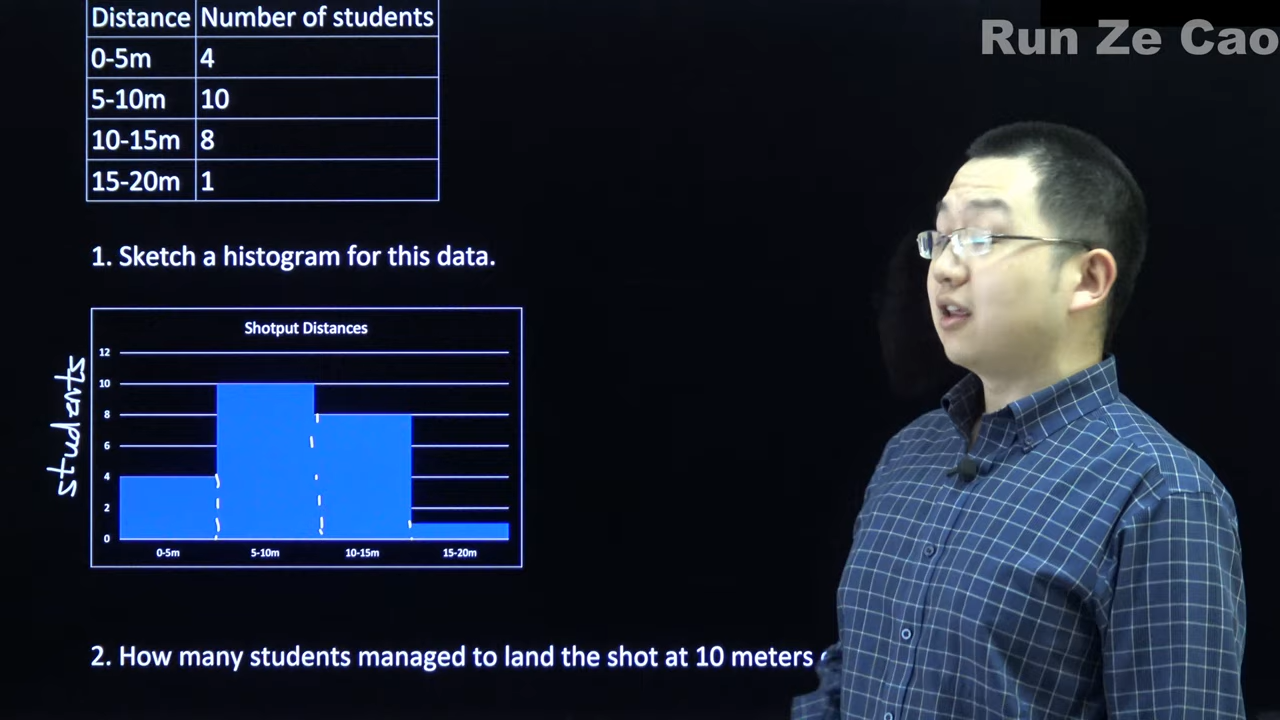 Run Ze Cao
Distance Number of students
0-5m 4
5-10m 10
10-15m 8
15-20m 1
1. Sketch a histogram for this data.
Shotput Distances
students
12
10
8
6
4
2
0
0-5m 5-10m 10-15m 15-20m
2. How many students managed to land the shot at 10 meters